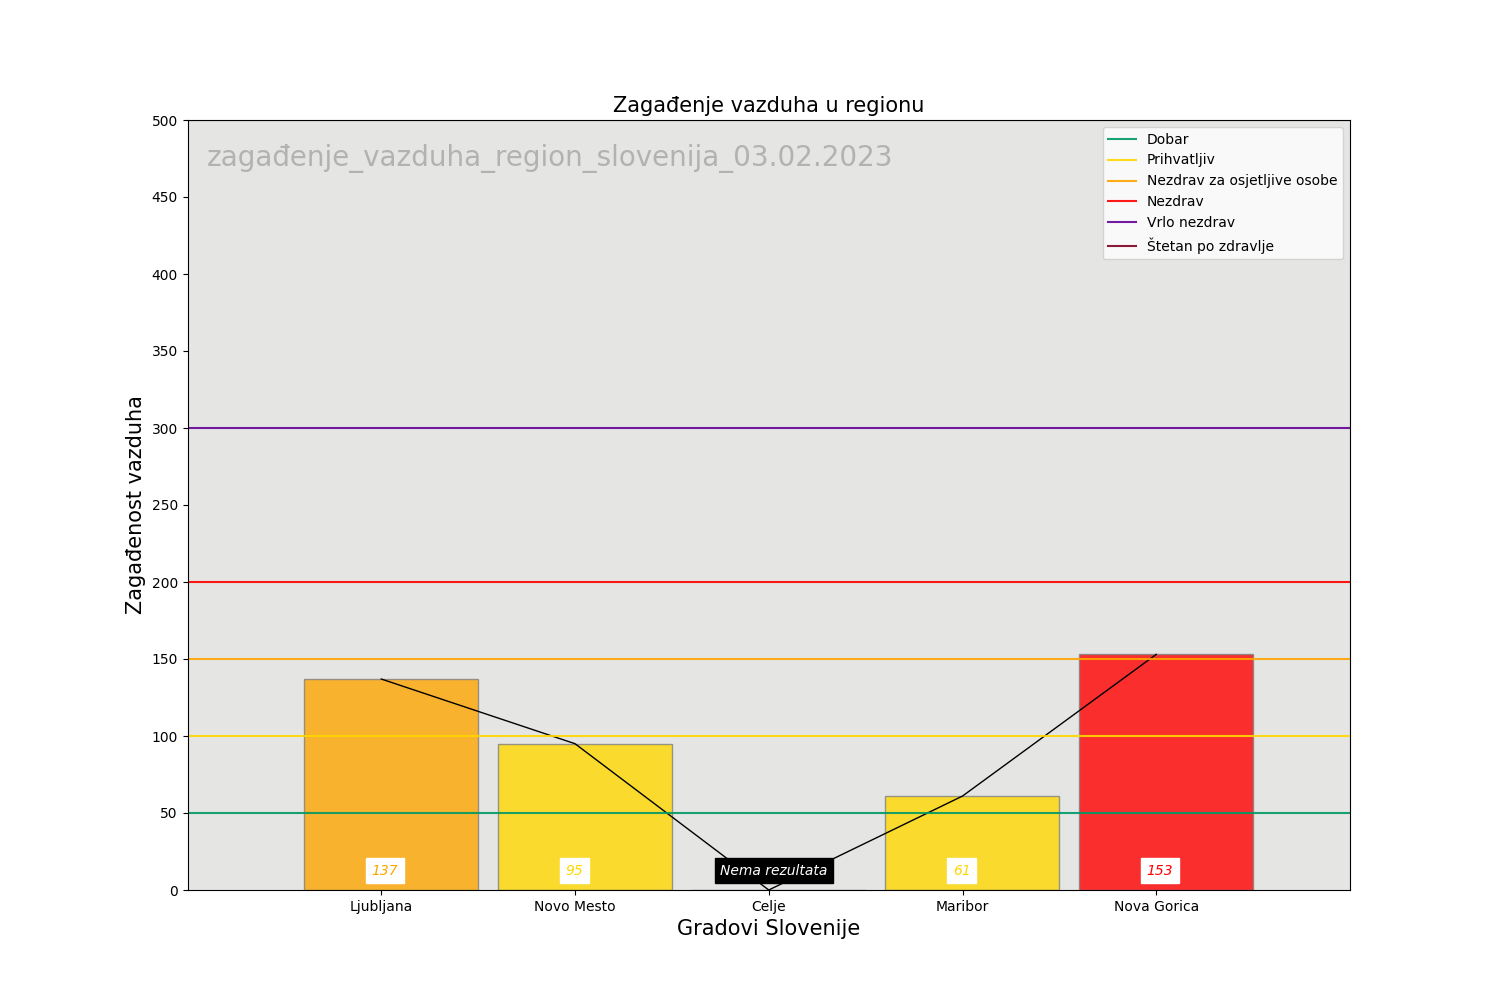 Zagađenje vazduha u regionu
zagađenje_vazduha_region_slovenija_03.02.2023
Dobar
Prihvatljiv
Nezdrav za osjetljive osobe
Nezdrav
Vrlo nezdrav
Štetan po zdravlje
Zagađenost vazduha
500
450
400
350
300
250
200
150
100
50
0
137
95
Nema rezultata
61
153
Ljubljana
Novo Mesto
Celje
Maribor
Nova Gorica
Gradovi Slovenije